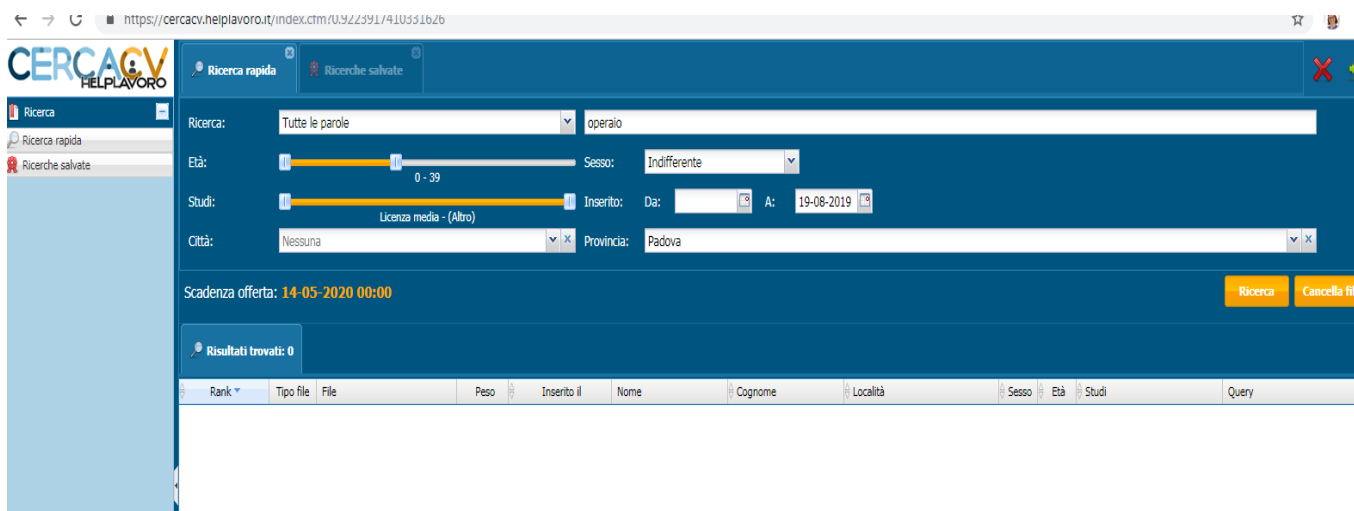 https://cercacv.helplavoro.it/index.cfm?0.9223917410331626
CERCACV
HELPLAVORO
Ricerca rapida
Ricerche salvate
Ricerca
Ricerca rapida
Ricerche salvate
Ricerca: Tutte le parole operaio
Età: Sesso: Indifferente
0 - 39
Studi: Inserito: Da: A: 19-08-2019
Licenza media - (Altro)
Città: Nessuna Provincia: Padova
Scadenza offerta: 14-05-2020 00:00 Ricerca Cancella fil
Risultati trovati: 0
Rank Tipo file File Peso Inserito il Nome Cognome Località Sesso Età Studi Query